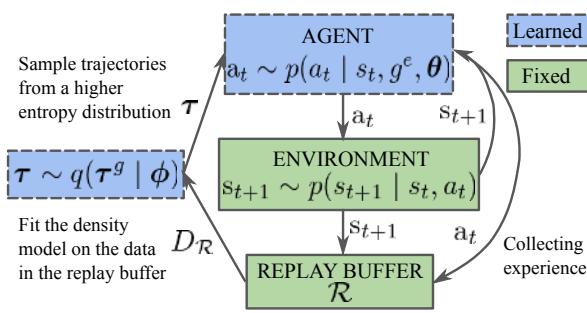 AGENT
a_t ∼ p(a_t | s_t, g^e, θ)
Learned
Fixed
Sample trajectories
from a higher
entropy distribution τ
a_t
s_{t+1}
ENVIRONMENT
s_{t+1} ∼ p(s_{t+1} | s_t, a_t)
τ ∼ q(τ^g | ϕ)
Fit the density
model on the data
in the replay buffer
D_ℛ
s_{t+1}
a_t
Collecting
experience
REPLAY BUFFER
ℛ